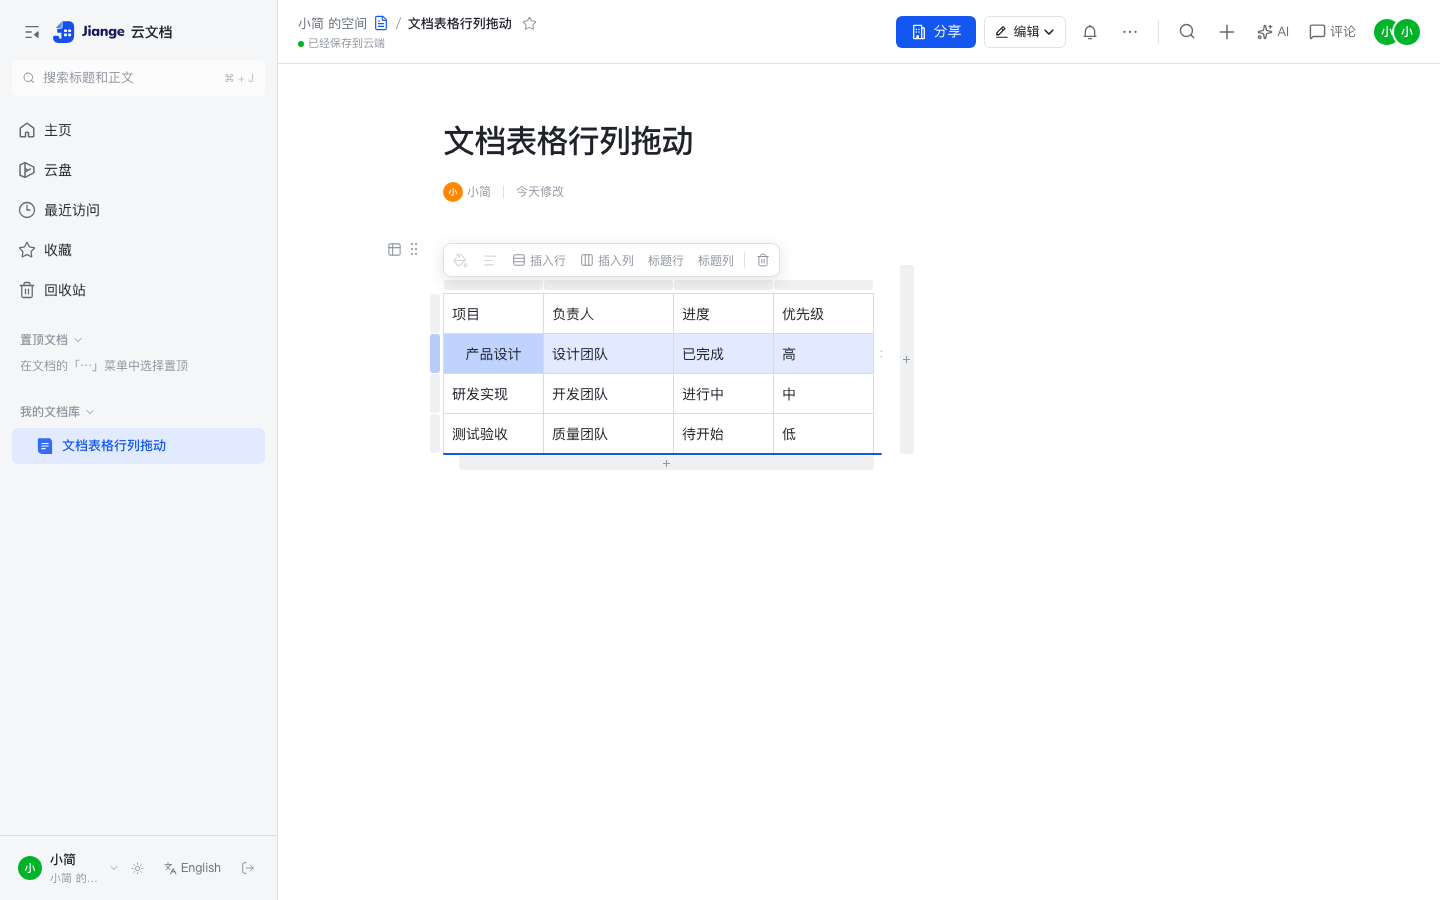 Jiange 云文档
搜索标题和正文 ⌘ + J
主页
云盘
最近访问
收藏
回收站
置顶文档
在文档的「···」菜单中选择置顶
我的文档库
文档表格行列拖动
小 小简
小简 的...
English
小简 的空间 / 文档表格行列拖动
已经保存到云端
分享 编辑 AI 评论 小 小
文档表格行列拖动
小 小简 今天修改
插入行 插入列 标题行 标题列
项目 负责人 进度 优先级
产品设计 设计团队 已完成 高
研发实现 开发团队 进行中 中
测试验收 质量团队 待开始 低